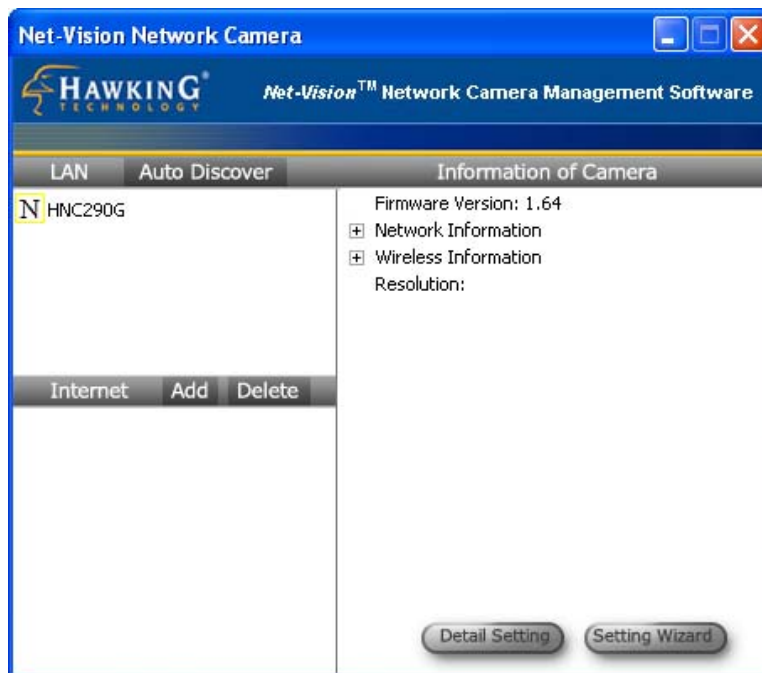 Net-Vision Network Camera
HAWKING®
TECHNOLOGY
Net-Vision™ Network Camera Management Software
LAN Auto Discover Information of Camera
N HNC290G
Firmware Version: 1.64
Network Information
Wireless Information
Resolution:
Internet Add Delete
Detail Setting Setting Wizard